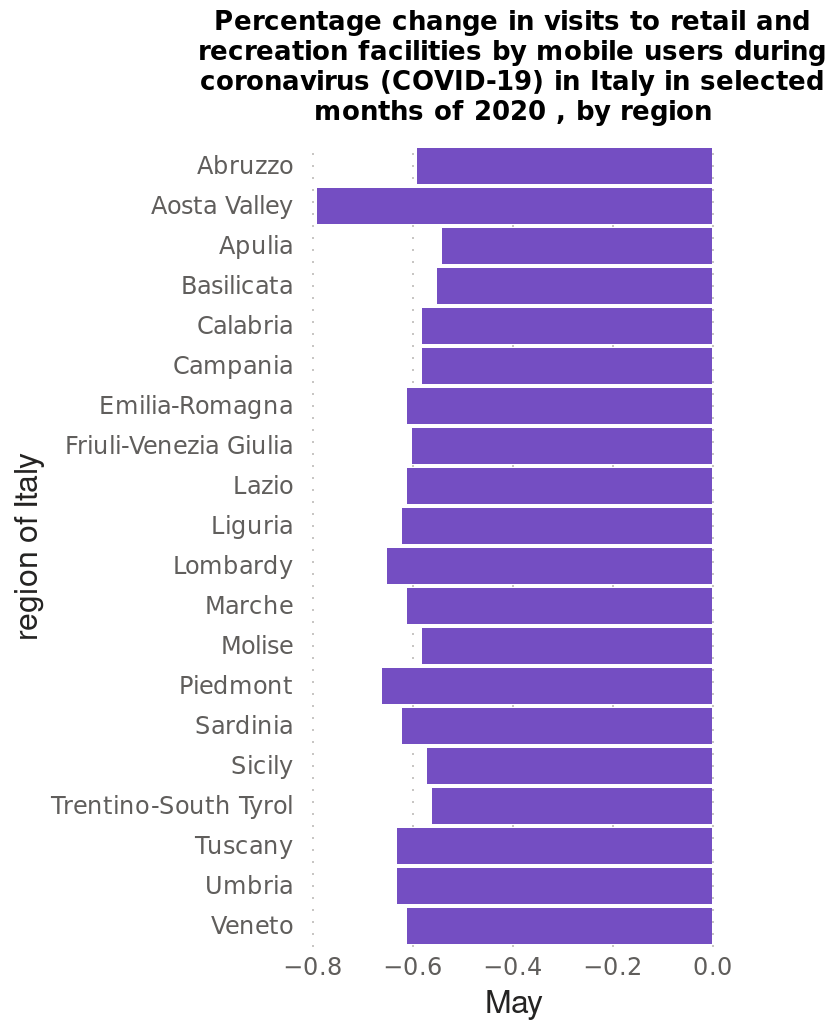 Percentage change in visits to retail and
recreation facilities by mobile users during
coronavirus (COVID-19) in Italy in selected
months of 2020 , by region
Abruzzo
Aosta Valley
Apulia
Basilicata
Calabria
Campania
Emilia-Romagna
Friuli-Venezia Giulia
Lazio
Liguria
Lombardy
Marche
Molise
Piedmont
Sardinia
Sicily
Trentino-South Tyrol
Tuscany
Umbria
Veneto
region of Italy
−0.8 −0.6 −0.4 −0.2 0.0
May